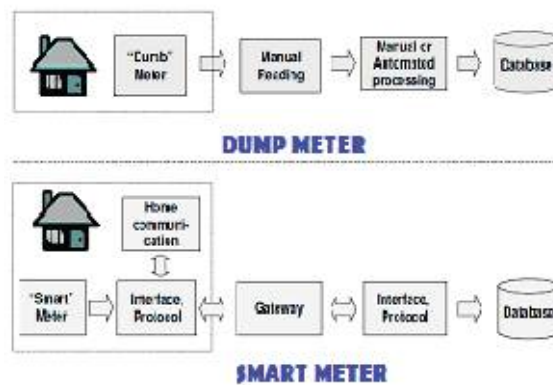 "Dumb"
Meter
Manual
Reading
Manual or
Automated
processing
Database
DUMP METER
Home
communi-
cation
"Smart"
Meter
Interface,
Protocol
Gateway
Interface,
Protocol
Database
SMART METER